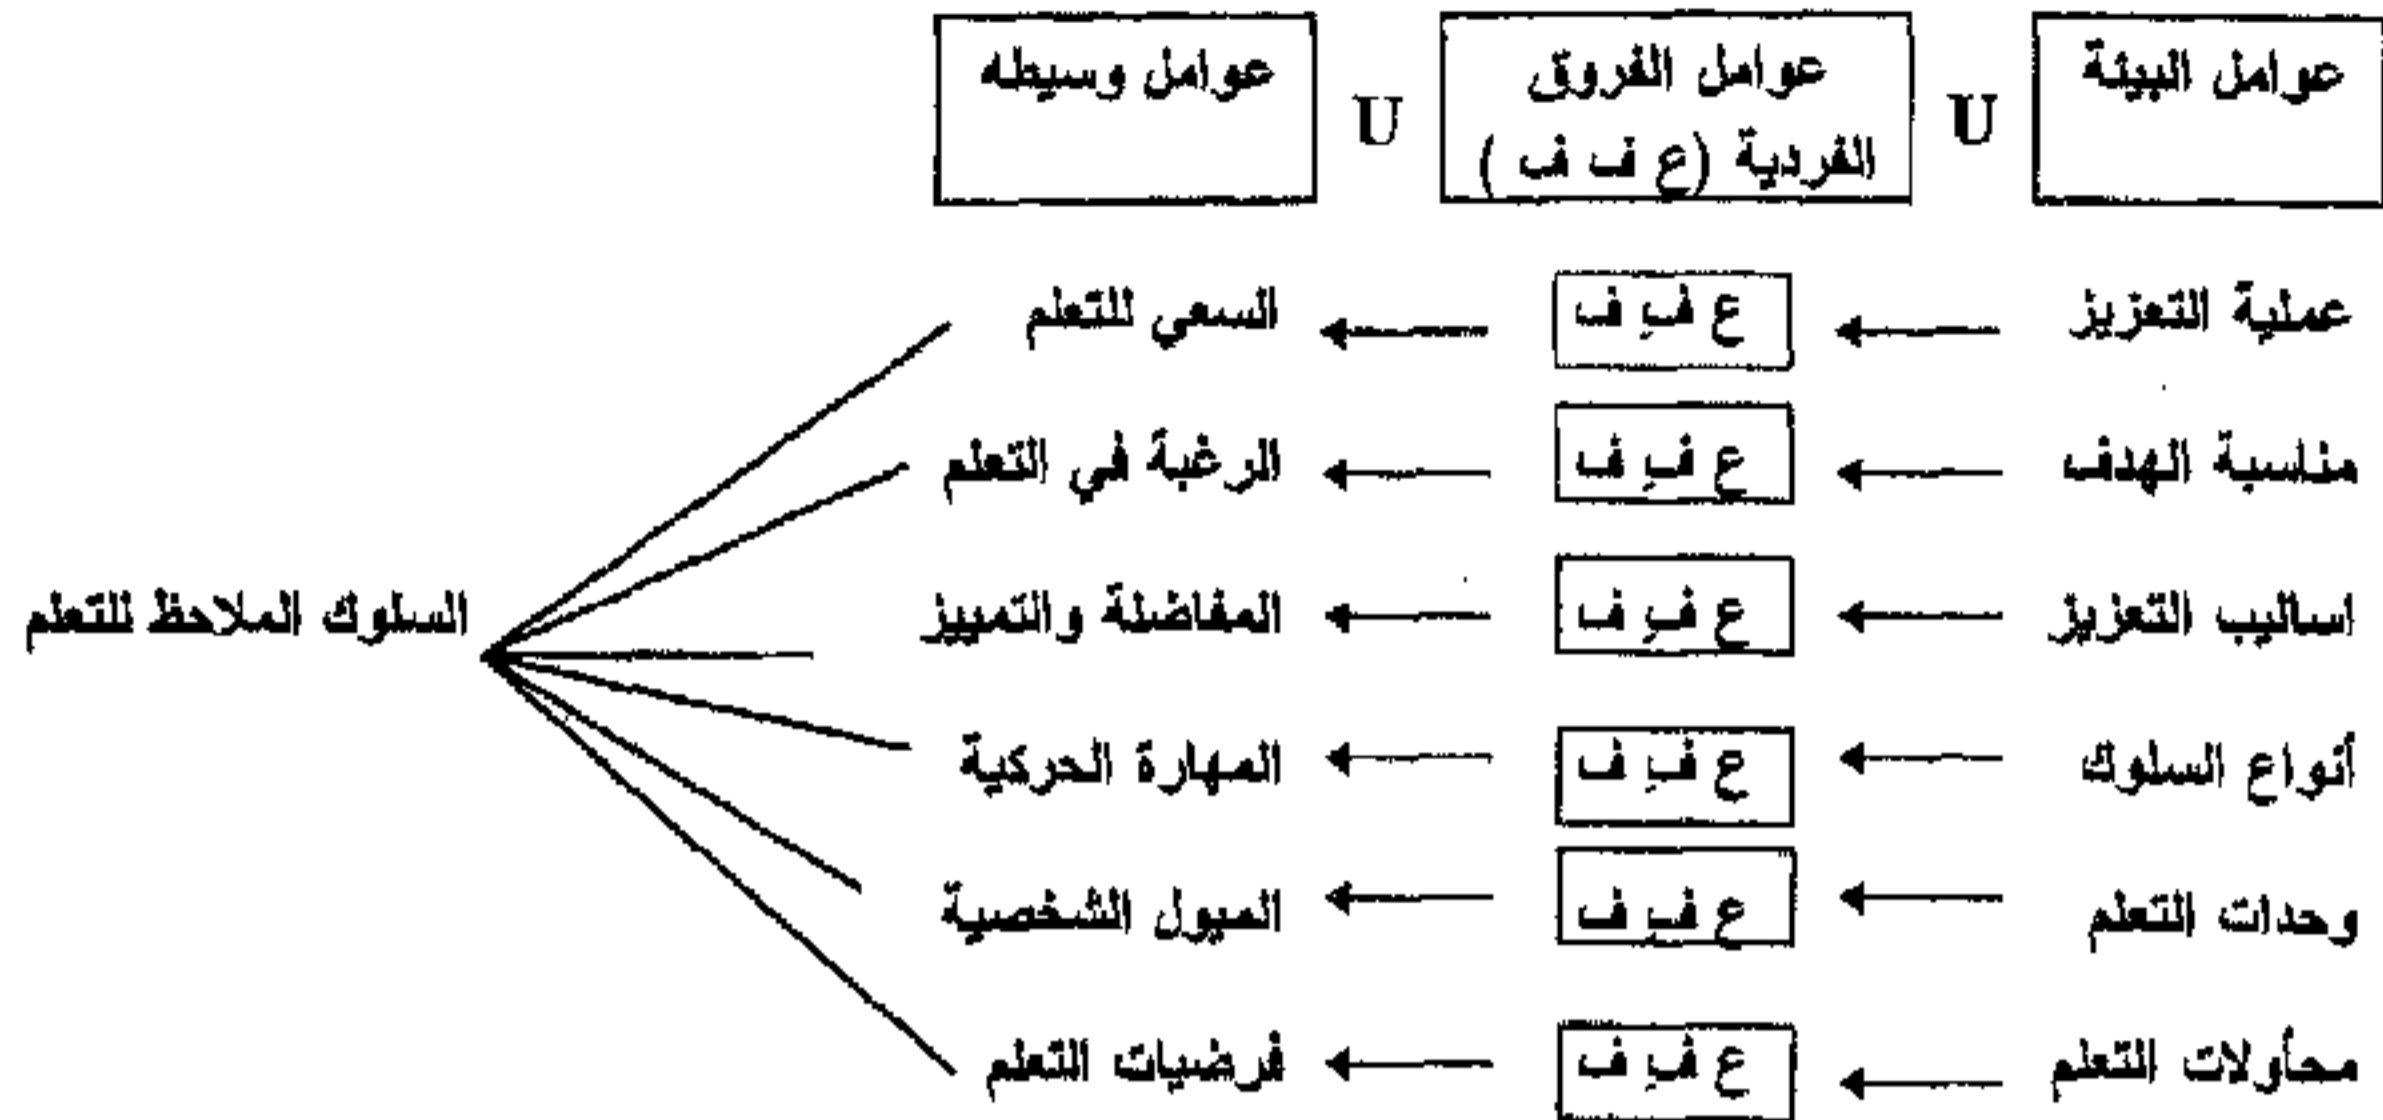 عوامل البيئة U عوامل الفروق U عوامل وسيطه
الفردية (ع ف ف )
عملية التعزيز ع ف ف السعي للتعلم
مناسبة الهدف ع ف ف الرغبة في التعلم
اساليب التعزيز ع ف ف المفاضلة والتمييز
السلوك الملاحظ للتعلم
أنواع السلوك ع ف ف المهارة الحركية
وحدات التعلم ع ف ف الميول الشخصية
محأولات التعلم ع ف ف فرضيات التعلم